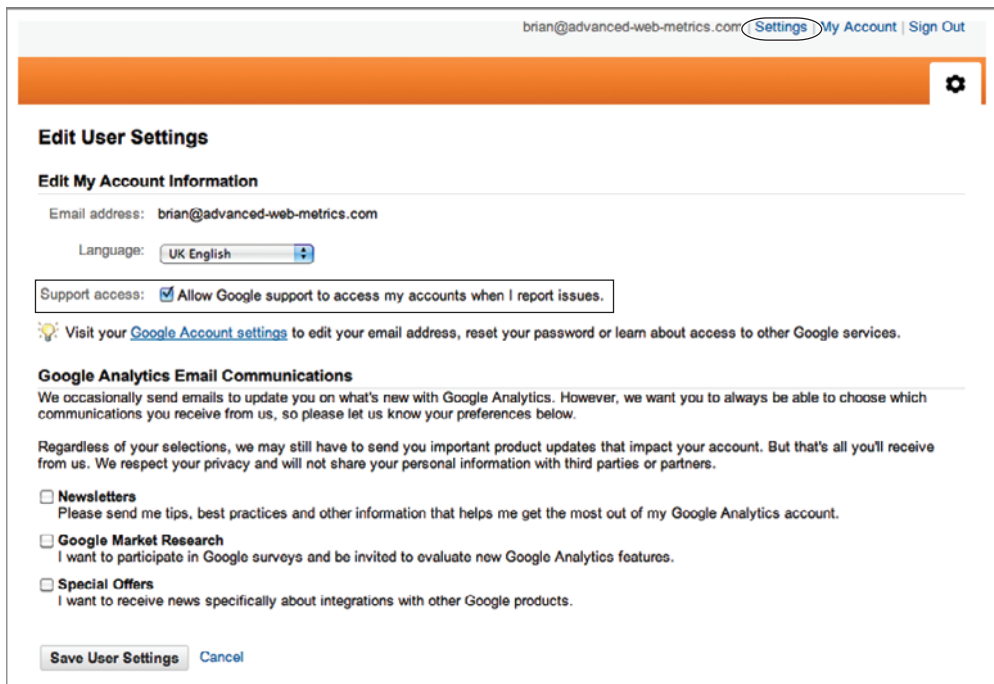 brian@advanced-web-metrics.com | Settings | My Account | Sign Out
Edit User Settings
Edit My Account Information
Email address: brian@advanced-web-metrics.com
Language: UK English
Support access: Allow Google support to access my accounts when I report issues.
Visit your Google Account settings to edit your email address, reset your password or learn about access to other Google services.
Google Analytics Email Communications
We occasionally send emails to update you on what's new with Google Analytics. However, we want you to always be able to choose which
communications you receive from us, so please let us know your preferences below.
Regardless of your selections, we may still have to send you important product updates that impact your account. But that's all you'll receive
from us. We respect your privacy and will not share your personal information with third parties or partners.
Newsletters
Please send me tips, best practices and other information that helps me get the most out of my Google Analytics account.
Google Market Research
I want to participate in Google surveys and be invited to evaluate new Google Analytics features.
Special Offers
I want to receive news specifically about integrations with other Google products.
Save User Settings Cancel